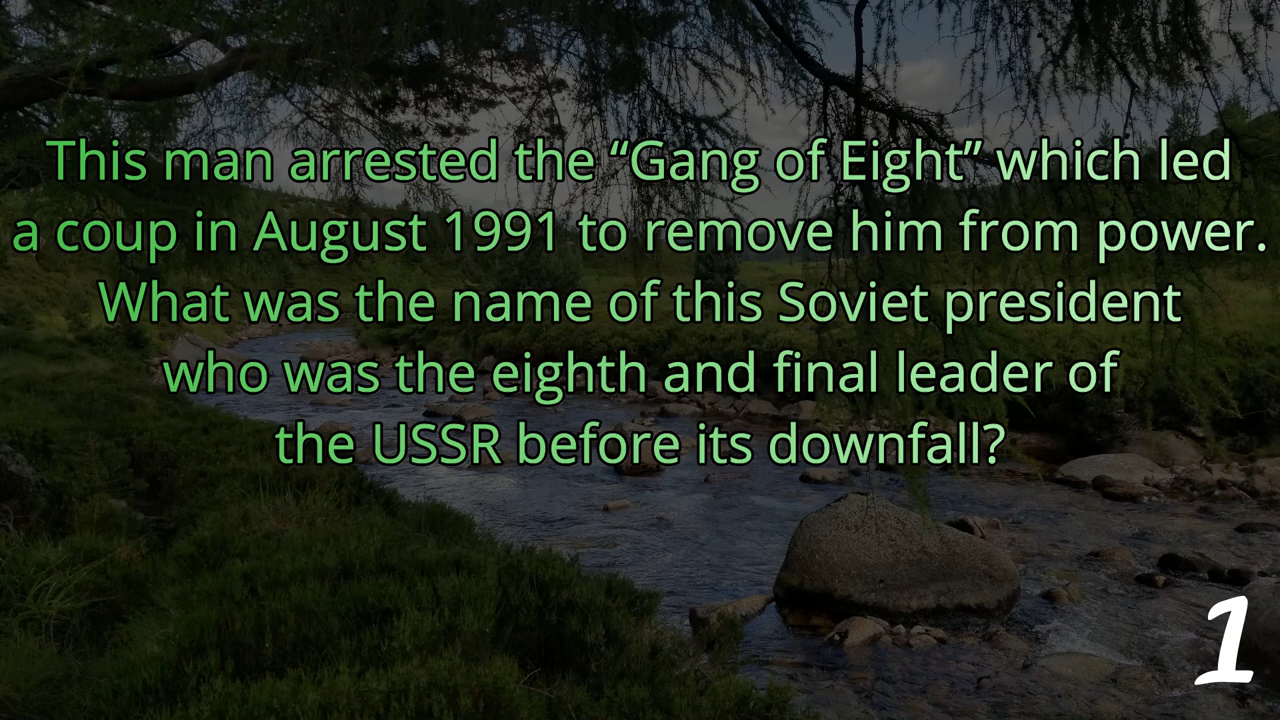 This man arrested the “Gang of Eight” which led
a coup in August 1991 to remove him from power.
What was the name of this Soviet president
who was the eighth and final leader of
the USSR before its downfall?
1